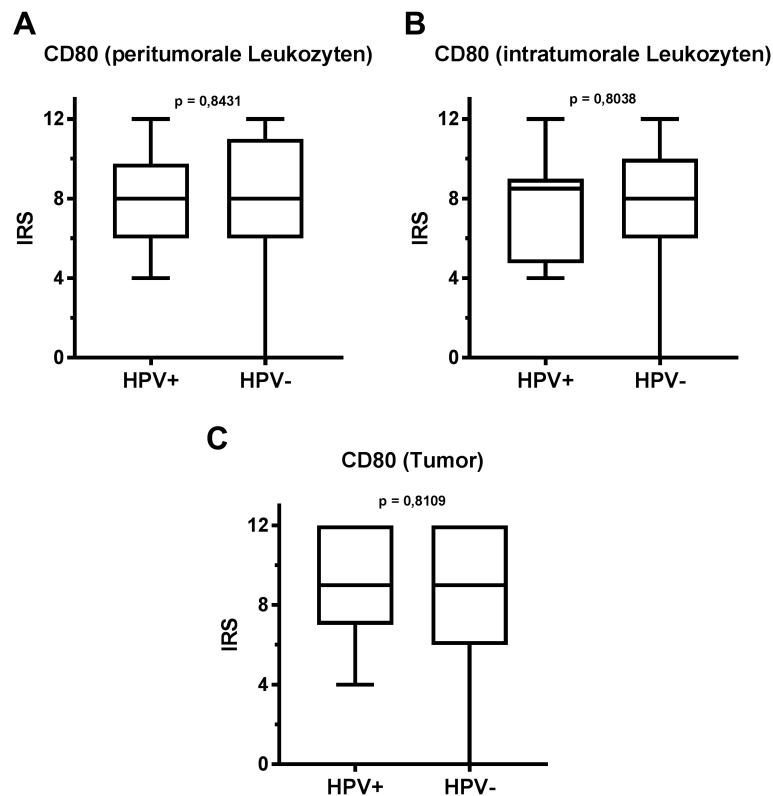 A
CD80 (peritumorale Leukozyten)
p = 0,8431
12
8
4
0
IRS
HPV+ HPV-
B
CD80 (intratumorale Leukozyten)
p = 0,8038
12
8
4
0
IRS
HPV+ HPV-
C
CD80 (Tumor)
p = 0,8109
12
8
4
0
IRS
HPV+ HPV-